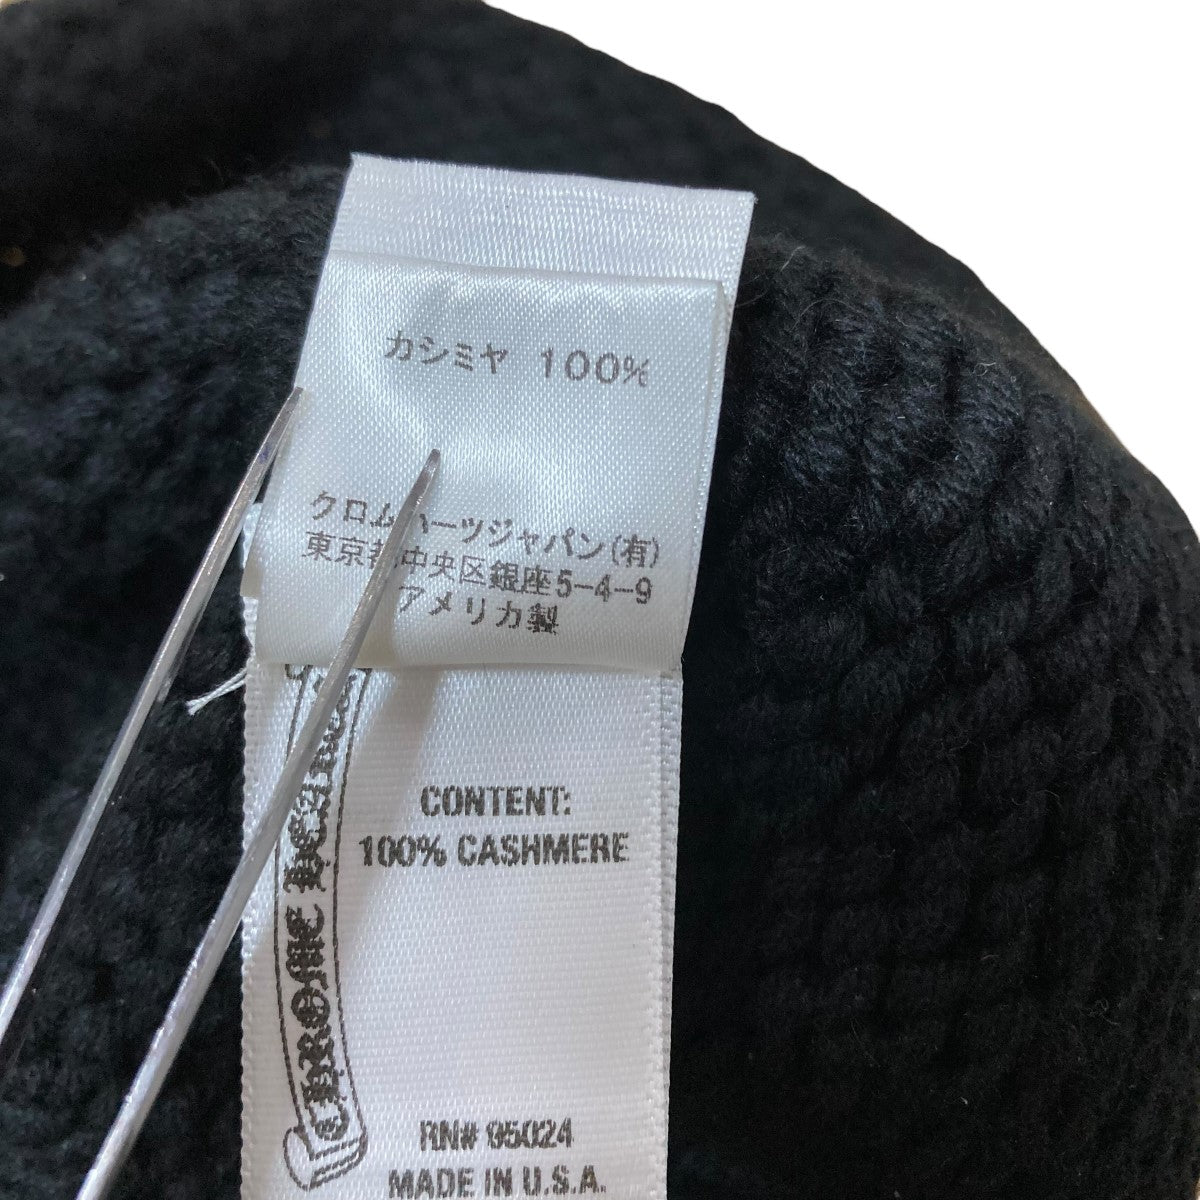 カシミヤ 100%
クロムハーツジャパン(有)
東京都中央区銀座5-4-9
アメリカ製
CHROME HEARTS
CONTENT:
100% CASHMERE
RN# 95024
MADE IN U.S.A.